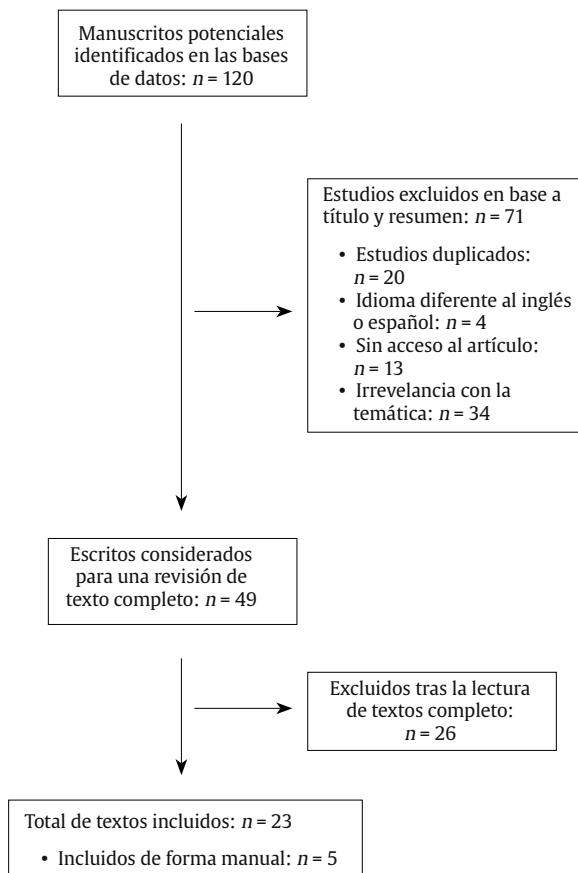 Manuscritos potenciales
identificados en las bases
de datos: n = 120
Estudios excluidos en base a
título y resumen: n = 71
• Estudios duplicados:
n = 20
• Idioma diferente al inglés
o español: n = 4
• Sin acceso al artículo:
n = 13
• Irrevelancia con la
temática: n = 34
Escritos considerados
para una revisión de
texto completo: n = 49
Excluidos tras la lectura
de textos completo:
n = 26
Total de textos incluidos: n = 23
• Incluidos de forma manual: n = 5